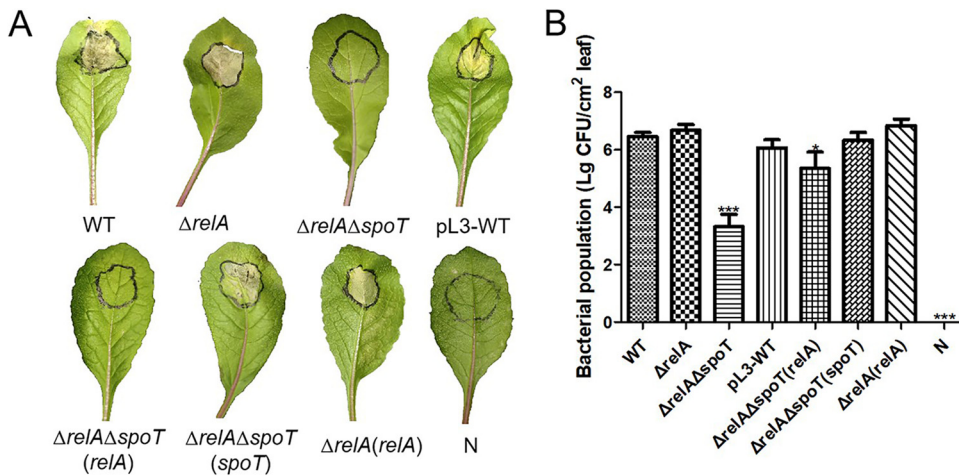 A
WT
ΔrelA
ΔrelAΔspoT
pL3-WT
ΔrelAΔspoT
(relA)
ΔrelAΔspoT
(spoT)
ΔrelA(relA)
N
B
Bacterial population (Lg CFU/cm² leaf)
8
6
4
2
0
***
*
***
WT
ΔrelA
ΔrelAΔspoT
pL3-WT
ΔrelAΔspoT(relA)
ΔrelAΔspoT(spoT)
ΔrelA(relA)
N